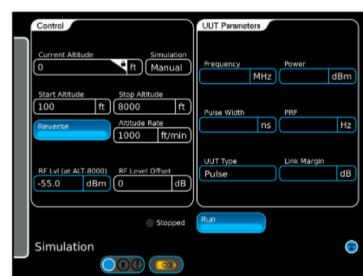 Control
Current Altitude
Simulation
0 ft
Manual
Start Altitude
Stop Altitude
100 ft
8000 ft
Reverse
Altitude Rate
1000 ft/min
RF Lvl (at ALT-8000)
RF Level Offset
-55.0 dBm
0 dB
Stopped
Simulation
UUT Parameters
Frequency
Power
MHz
dBm
Pulse Width
PRF
ns
Hz
UUT Type
Link Margin
Pulse
dB
Run